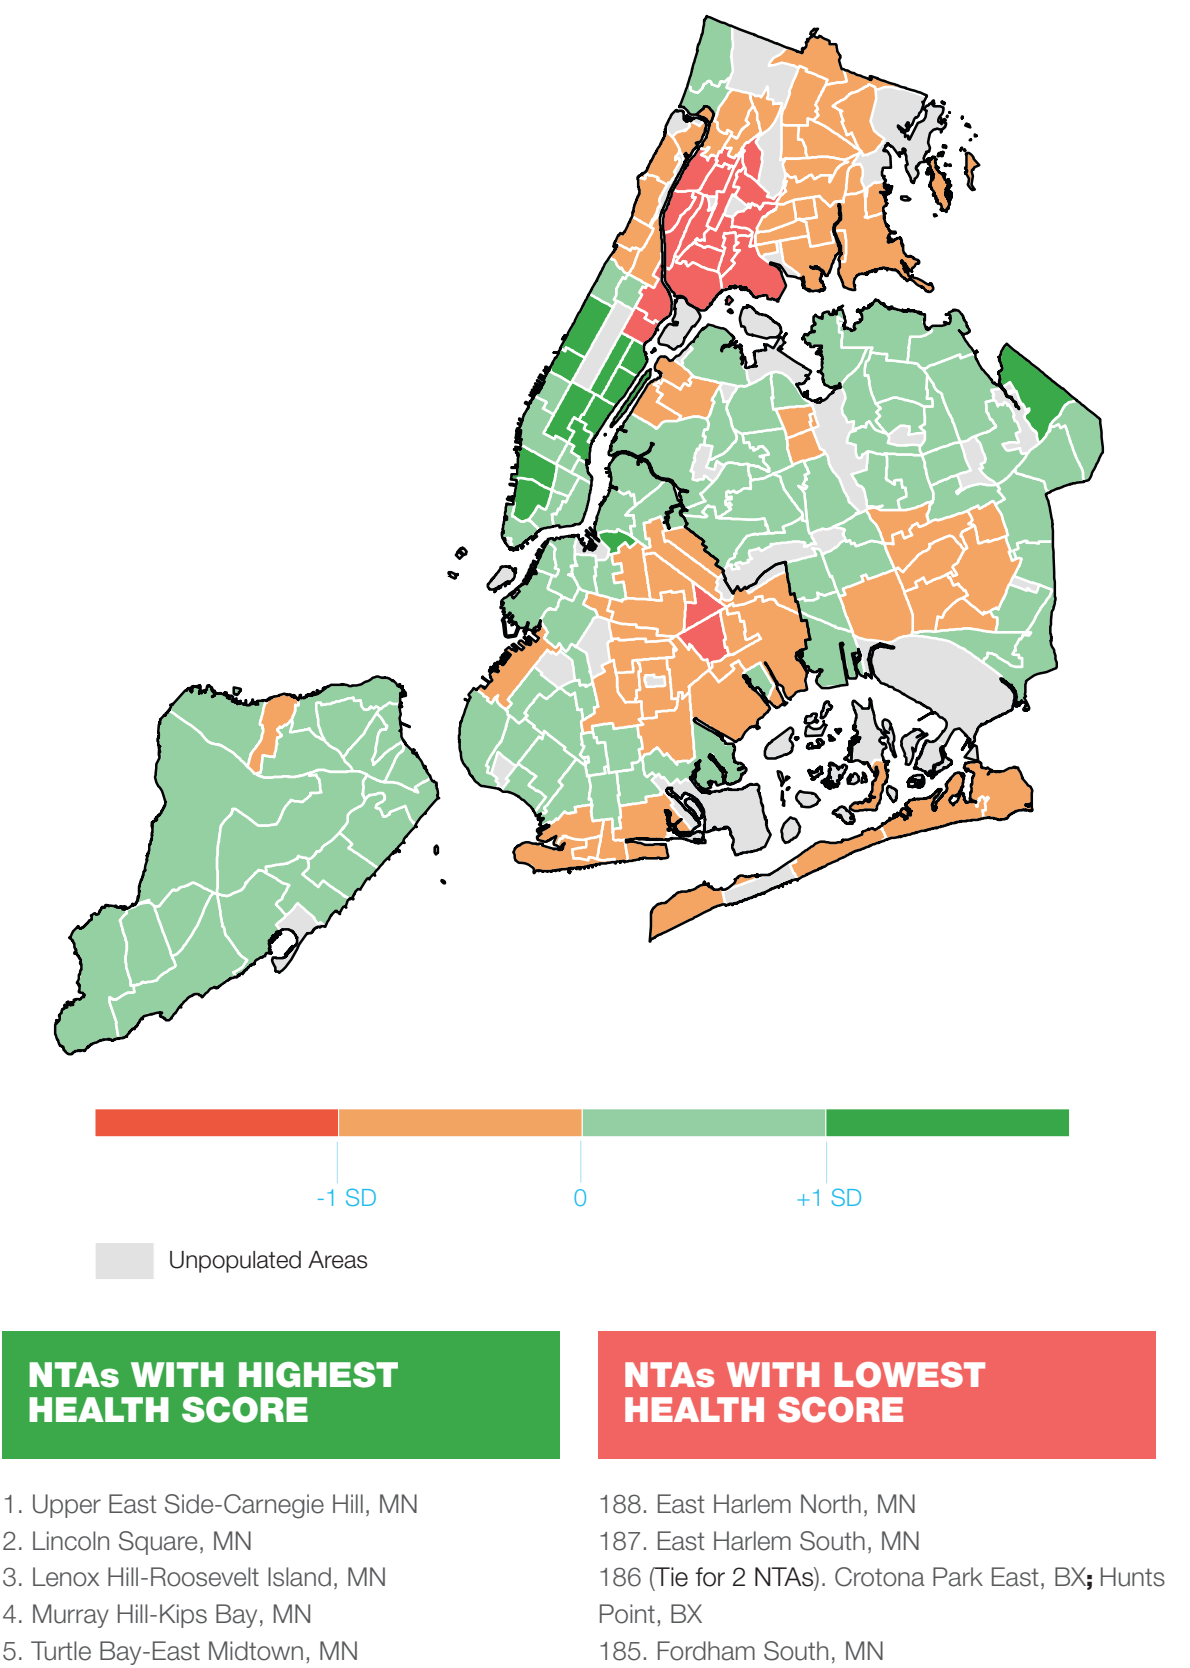 -1 SD
0
+1 SD
Unpopulated Areas
NTAs WITH HIGHEST
HEALTH SCORE
1. Upper East Side-Carnegie Hill, MN
2. Lincoln Square, MN
3. Lenox Hill-Roosevelt Island, MN
4. Murray Hill-Kips Bay, MN
5. Turtle Bay-East Midtown, MN
NTAs WITH LOWEST
HEALTH SCORE
188. East Harlem North, MN
187. East Harlem South, MN
186 (Tie for 2 NTAs). Crotona Park East, BX; Hunts
Point, BX
185. Fordham South, MN